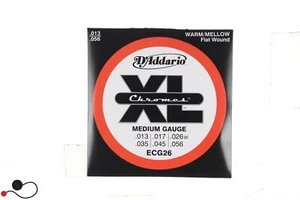 .013
.056
WARM/MELLOW
Flat Wound
D'Addario
XL
Chromes
MEDIUM GAUGE
.013 .017 .026w
.035 .045 .056
ECG26